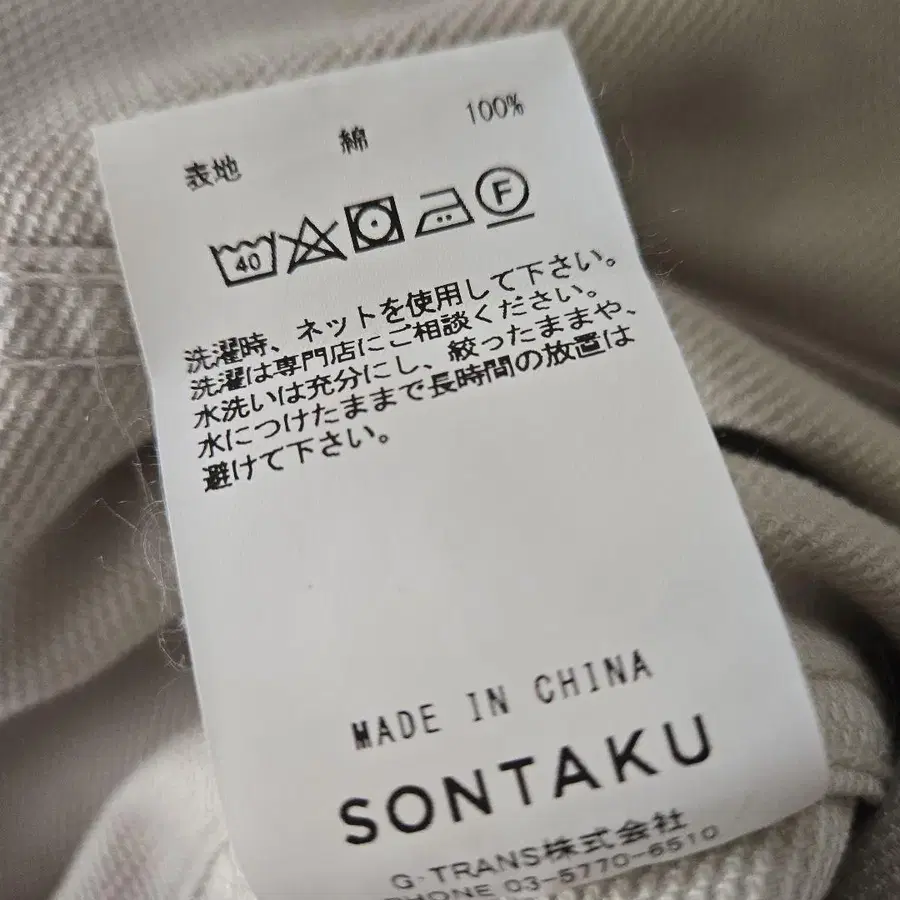 表地 綿 100%
40 F
洗濯時、ネットを使用して下さい。
洗濯は専門店にご相談ください。
水洗いは充分にし、絞ったままや、
水につけたままで長時間の放置は
避けて下さい。
MADE IN CHINA
SONTAKU
G-TRANS株式会社
PHONE 03-5770-6510